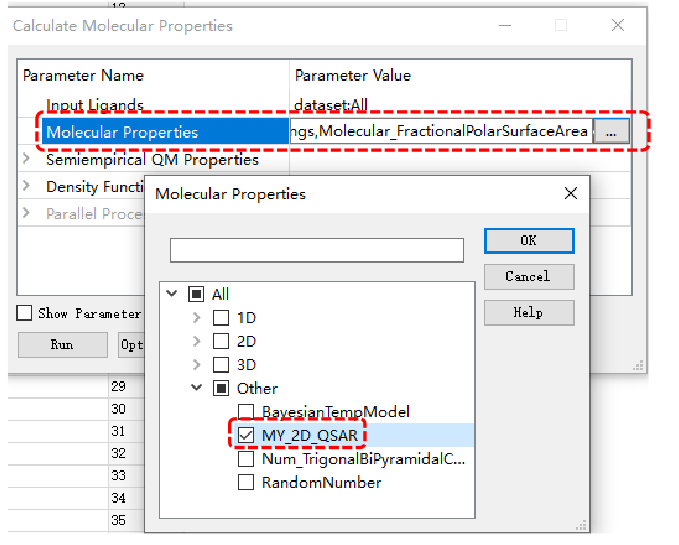 Calculate Molecular Properties
Parameter Name Parameter Value
Input Ligands dataset:All
Molecular Properties ngs,Molecular_FractionalPolarSurfaceArea ...
Semiempirical QM Properties
Density Functi
Parallel Proce
Molecular Properties
OK
Cancel
Help
All
1D
2D
3D
Other
BayesianTempModel
MY_2D_QSAR
Num_TrigonalBiPyramidalC...
RandomNumber
Show Parameter
Run Opt
29
30
31
32
33
34
35